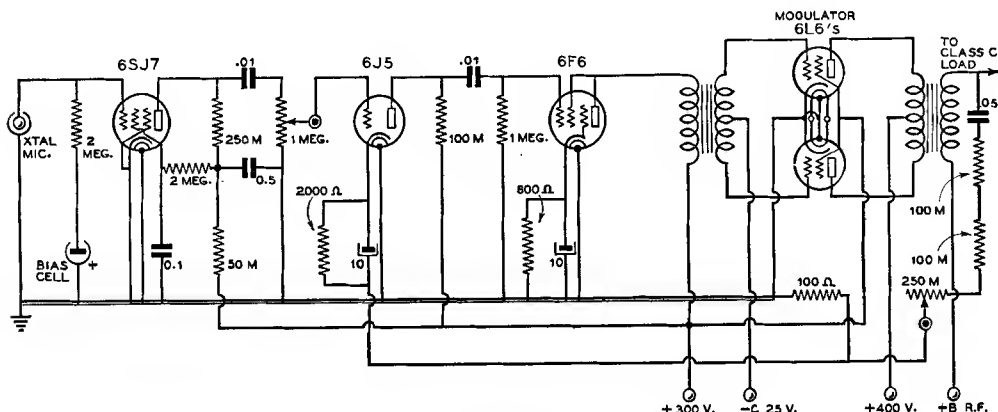 MODULATOR
6L6's
TO
CLASS C
LOAD
6SJ7
.01
6J5
.01
6F6
.05
XTAL
MIC.
2
MEG.
250 M
1 MEG.
100 M
1 MEG.
2 MEG.
0.5
2000 Ω
800 Ω
100 M
BIAS
CELL
+
0.1
50 M
10
10
100 Ω
100 M
250 M
+300 V.
-C 25 V.
+400 V.
+B R.F.